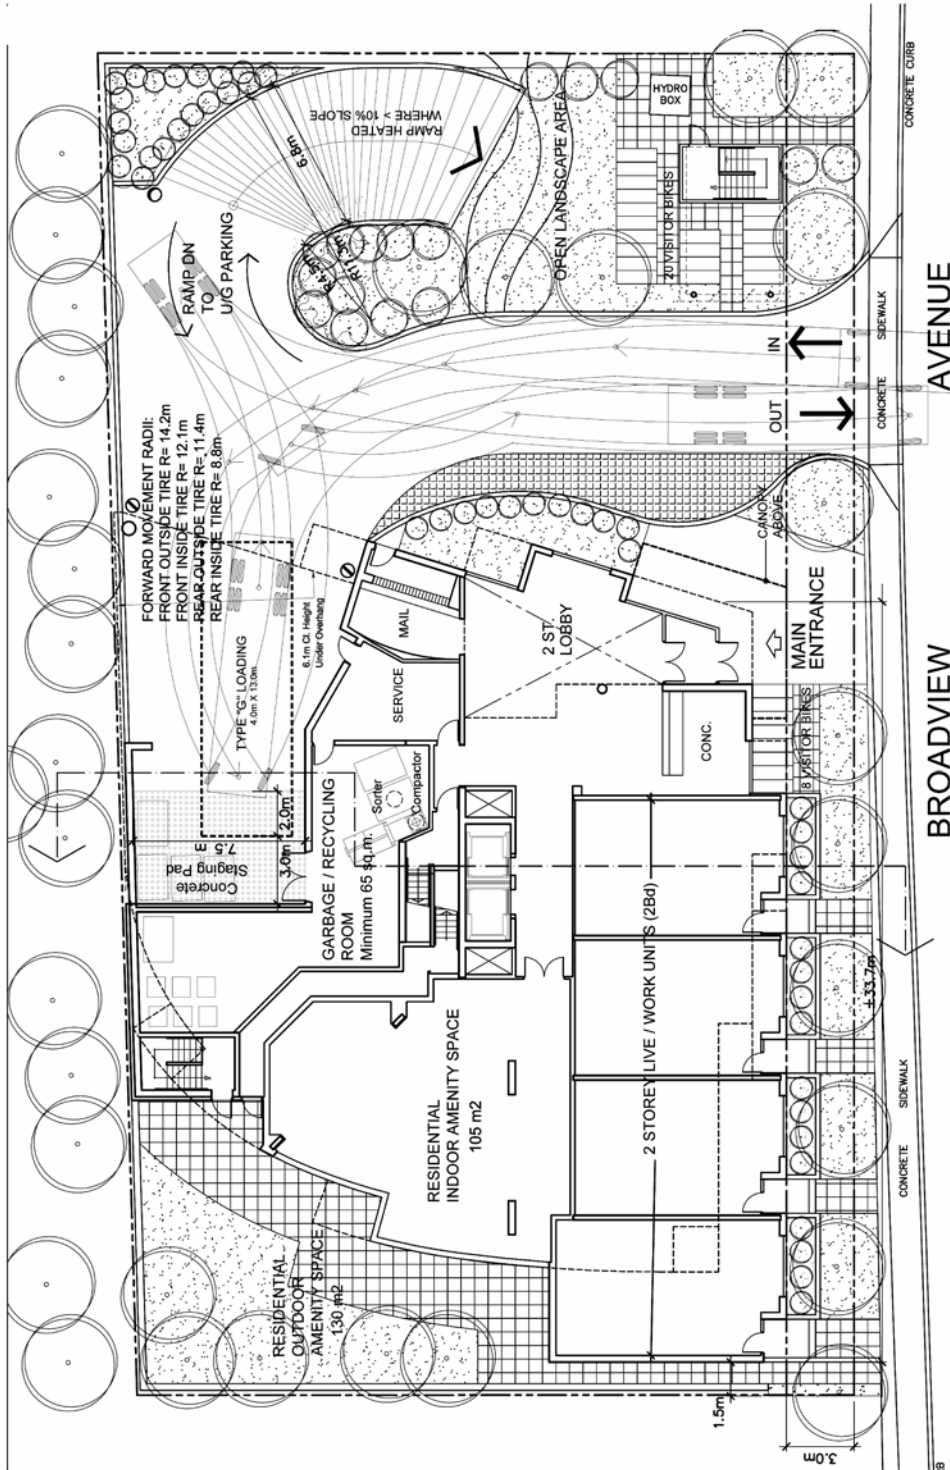 CONCRETE CURB
HYDRO
BOX
RAMP HEATED
WHERE > 10% SLOPE
6.8m
OPEN LANDSCAPE AREA
20 VISITOR BIKES
RAMP DN
TO
U/G PARKING
R4.5m
IN
OUT
SIDEWALK
CONCRETE
AVENUE
FORWARD MOVEMENT RADII:
FRONT OUTSIDE TIRE R= 14.2m
FRONT INSIDE TIRE R= 12.1m
REAR OUTSIDE TIRE R= 11.4m
REAR INSIDE TIRE R= 8.8m
CANOPY
ABOVE
TYPE "G" LOADING
4.0m X 13.0m
6.1m Cl. Height
Under Overhang
MAIL
2 ST.
LOBBY
MAIN
ENTRANCE
SERVICE
CONC.
8 VISITOR BIKES
BROADVIEW
Concrete
Staging Pad
7.5 m
2.0m
3.0m
GARBAGE / RECYCLING
ROOM
Minimum 65 sq.m.
Sorter
Compactor
2 STOREY LIVE / WORK UNITS (2Bd)
±33.7m
RESIDENTIAL
INDOOR AMENITY SPACE
105 m2
SIDEWALK
CONCRETE
RESIDENTIAL
OUTDOOR
AMENITY SPACE
130 m2
1.5m
3.0m